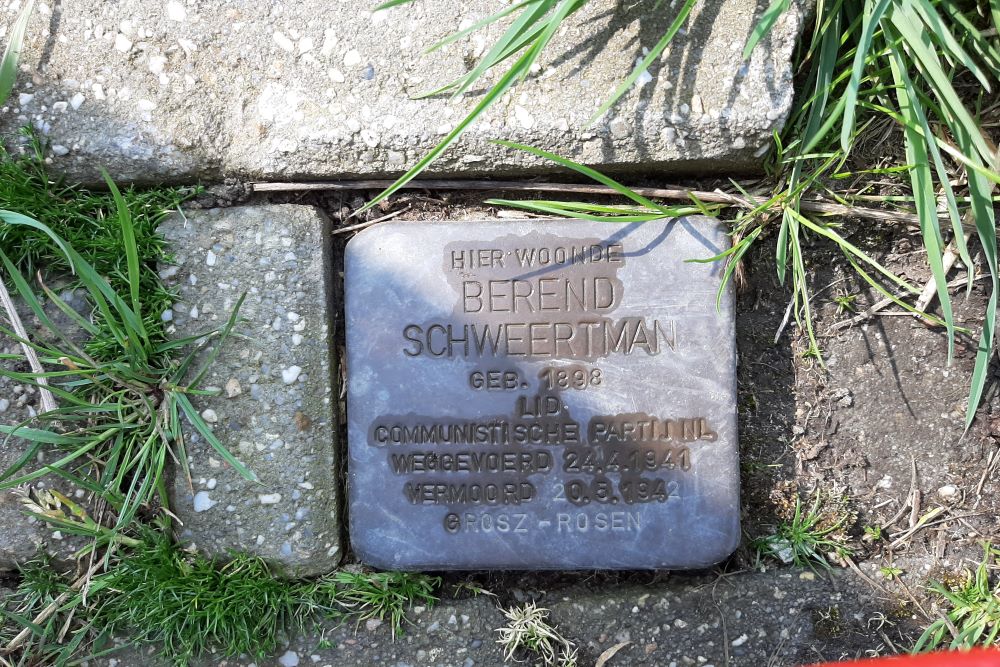 HIER WOONDE
BEREND
SCHWEERTMAN
GEB. 1898
LID
COMMUNISTISCHE PARTIJ NL
WEGGEVOERD 24.4.1941
VERMOORD 20.5.1942
GROSZ-ROSEN